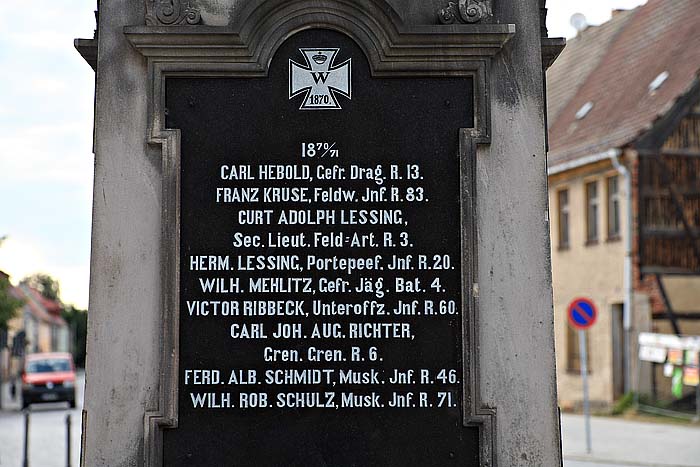 W
1870.
18 70/71
CARL HEBOLD, Gefr. Drag. R. 13.
FRANZ KRUSE, Feldw. Jnf. R. 83.
CURT ADOLPH LESSING,
Sec. Lieut. Feld=Art. R. 3.
HERM. LESSING, Portepeef. Jnf. R. 20.
WILH. MEHLITZ, Gefr. Jäg. Bat. 4.
VICTOR RIBBECK, Unteroffz. Jnf. R. 60.
CARL JOH. AUG. RICHTER,
Gren. Gren. R. 6.
FERD. ALB. SCHMIDT, Musk. Jnf. R. 46.
WILH. ROB. SCHULZ, Musk. Jnf. R. 71.